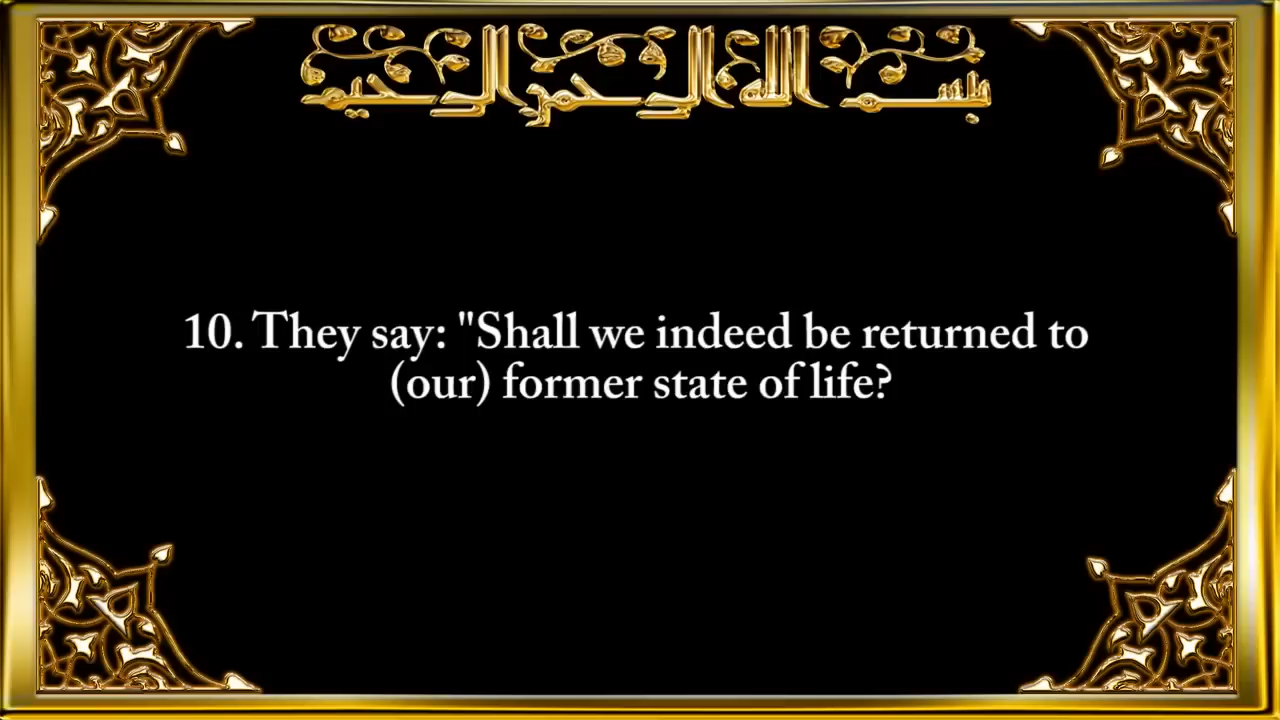 بسم الله الرحمن الرحيم
10. They say: "Shall we indeed be returned to
(our) former state of life?